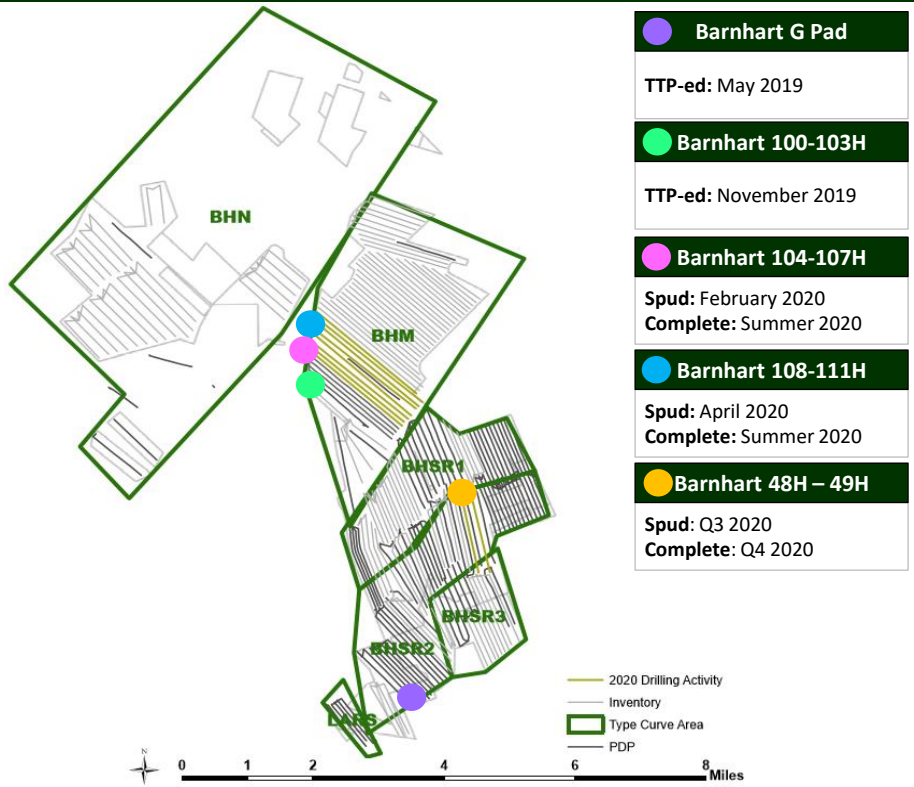 Barnhart G Pad
TTP-ed: May 2019
Barnhart 100-103H
TTP-ed: November 2019
Barnhart 104-107H
Spud: February 2020
Complete: Summer 2020
Barnhart 108-111H
Spud: April 2020
Complete: Summer 2020
Barnhart 48H – 49H
Spud: Q3 2020
Complete: Q4 2020
BHN
BHM
BHSR1
BHSR3
BHSR2
LARS
2020 Drilling Activity
Inventory
Type Curve Area
PDP
N
0 1 2 4 6 8 Miles